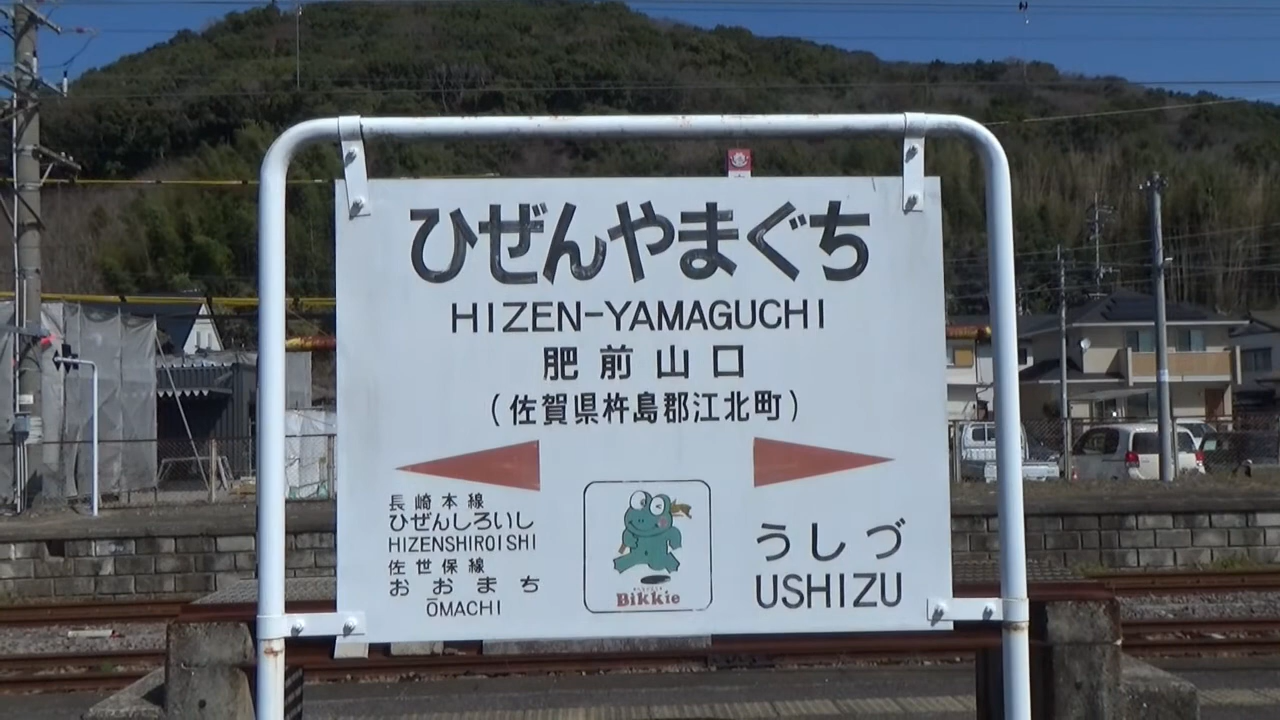 ひぜんやまぐち
HIZEN-YAMAGUCHI
肥前山口
(佐賀県杵島郡江北町)
長崎本線
ひぜんしろいし
HIZENSHIROISHI
佐世保線
おおまち
ŌMACHI
Bikkie
うしづ
USHIZU